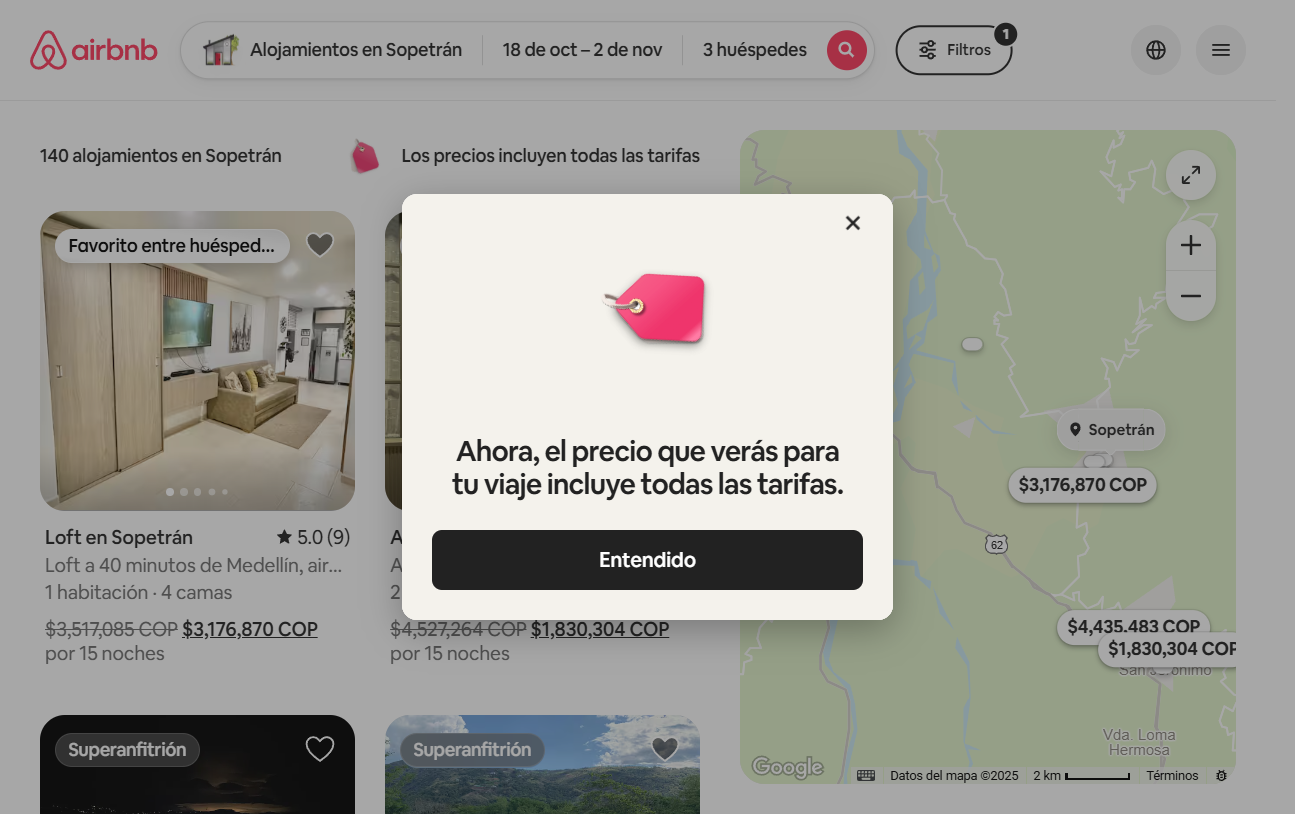 airbnb
Alojamientos en Sopetrán
18 de oct – 2 de nov
3 huéspedes
Filtros
1
140 alojamientos en Sopetrán
Los precios incluyen todas las tarifas
Favorito entre huésped...
Ahora, el precio que verás para
tu viaje incluye todas las tarifas.
Entendido
Loft en Sopetrán
5.0 (9)
Loft a 40 minutos de Medellín, air...
1 habitación · 4 camas
$3,517,085 COP $3,176,870 COP
por 15 noches
A
A
2
$4,527,264 COP $1,830,304 COP
por 15 noches
Superanfitrión
Superanfitrión
Sopetrán
$3,176,870 COP
62
$4,435,483 COP
$1,830,304 COP
San Jerónimo
Vda. Loma
Hermosa
Google
Datos del mapa ©2025
2 km
Términos